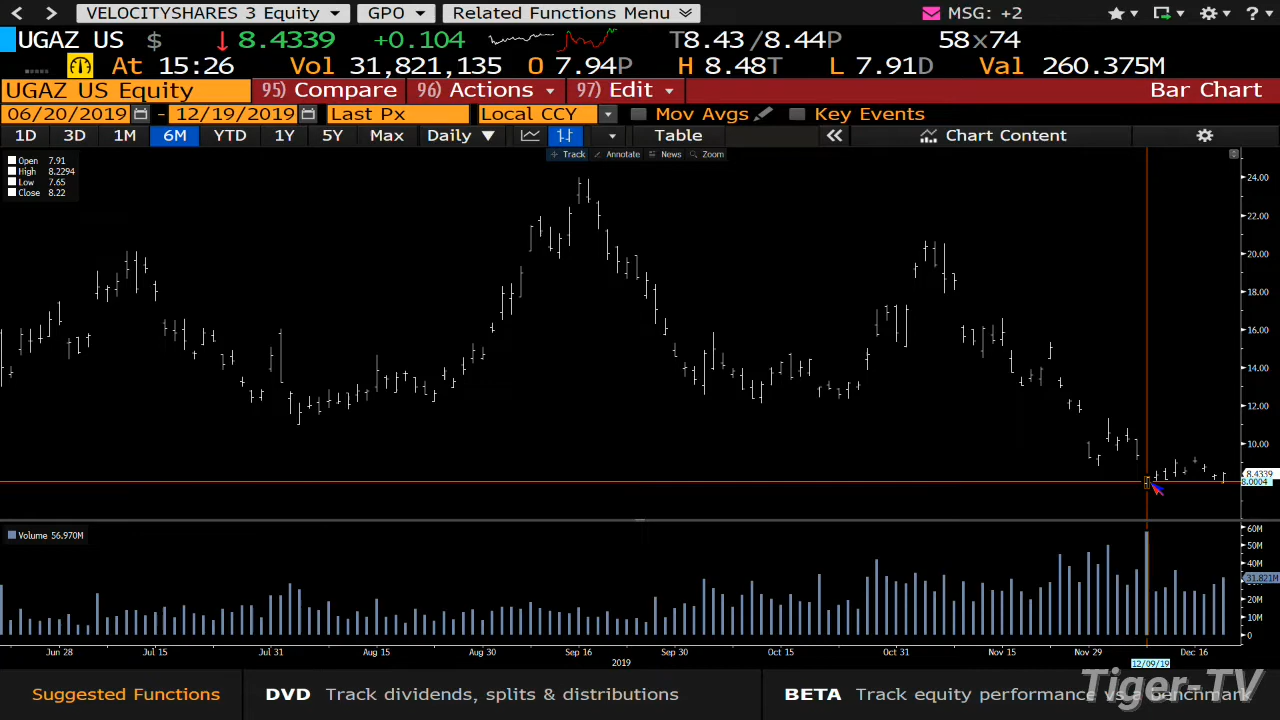 VELOCITYSHARES 3 Equity GPO Related Functions Menu MSG: +2 ?
UGAZ US $ 8.4339 +0.104 T8.43/8.44P 58x74
At 15:26 Vol 31,821,135 O 7.94P H 8.48T L 7.91D Val 260.375M
UGAZ US Equity 95) Compare 96) Actions 97) Edit Bar Chart
06/20/2019 - 12/19/2019 Last Px Local CCY Mov Avgs Key Events
1D 3D 1M 6M YTD 1Y 5Y Max Daily Table Chart Content
Track Annotate News Zoom
Open 7.91
High 8.2294
Low 7.65
Close 8.22
24.00
22.00
20.00
18.00
16.00
14.00
12.00
10.00
8.4339
8.0004
Volume 56.970M
60M
50M
40M
31.821M
20M
10M
0
Jun 28 Jul 15 Jul 31 Aug 15 Aug 30 Sep 16 Sep 30 Oct 15 Oct 31 Nov 15 Nov 29 Dec 16
2019 12/09/19
Suggested Functions DVD Track dividends, splits & distributions BETA Track equity performance vs a benchmark
Tiger-TV